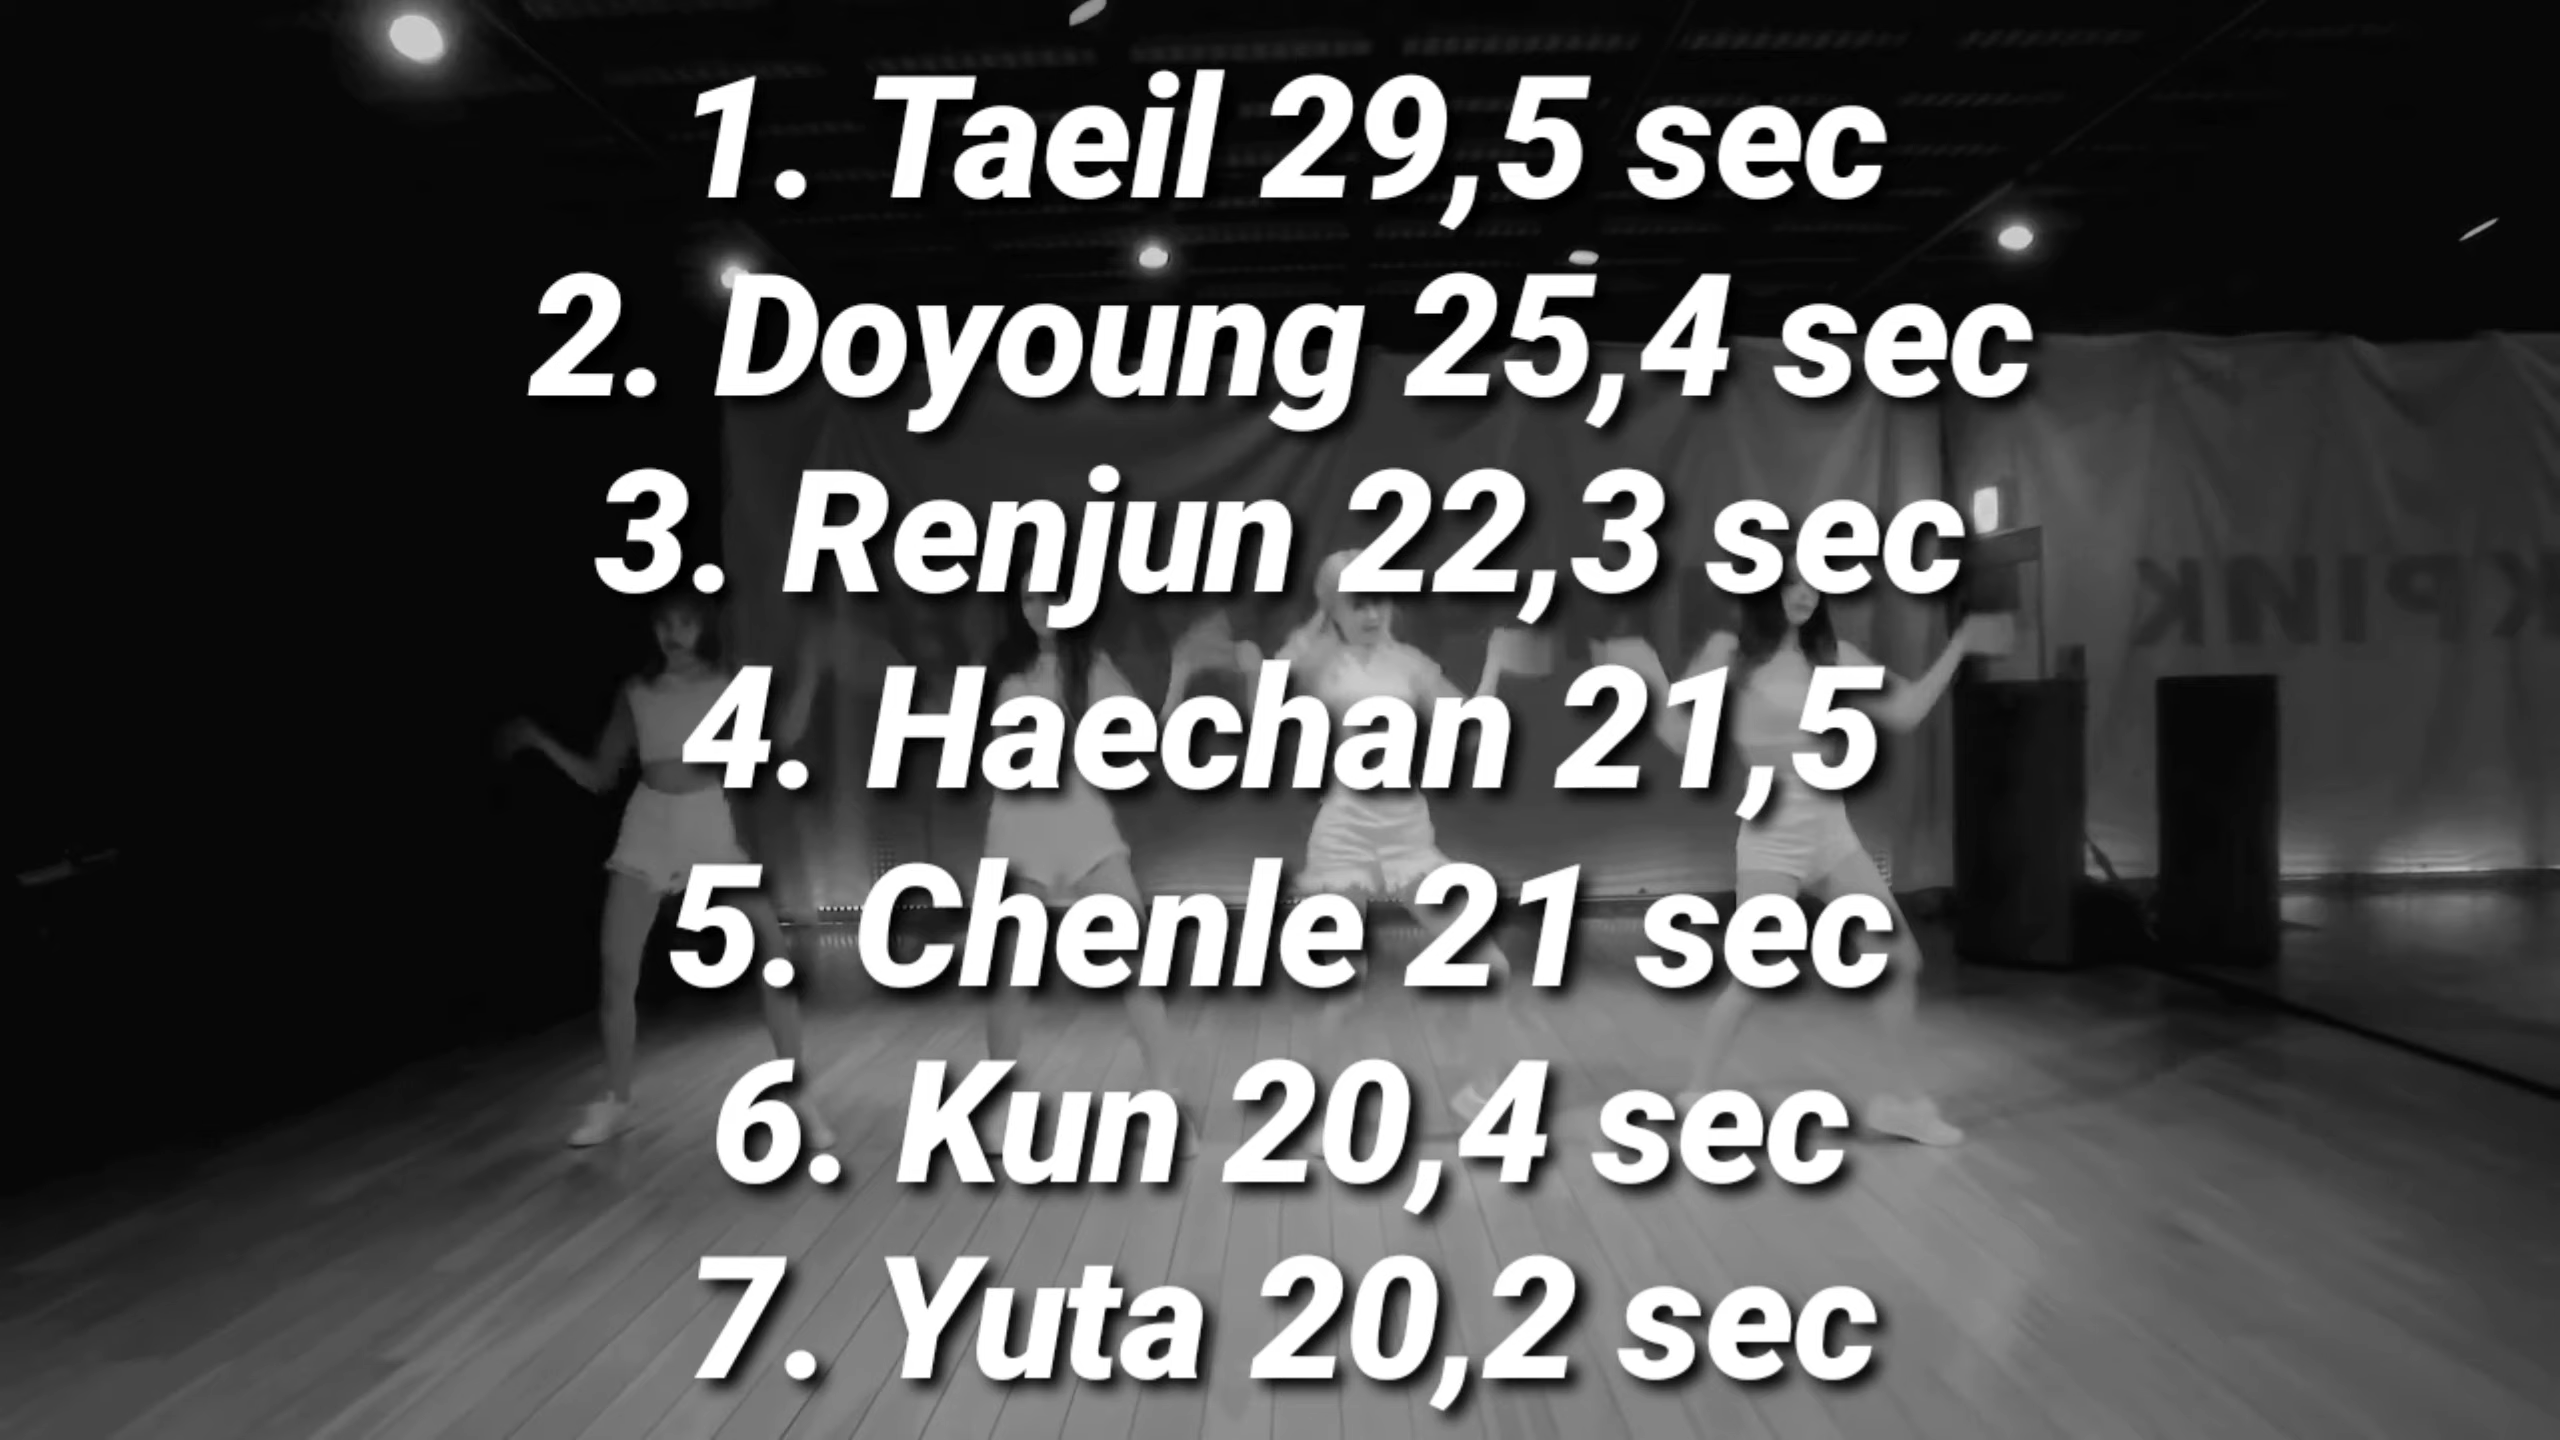 1. Taeil 29,5 sec
2. Doyoung 25,4 sec
3. Renjun 22,3 sec
4. Haechan 21,5
5. Chenle 21 sec
6. Kun 20,4 sec
7. Yuta 20,2 sec
KPINK